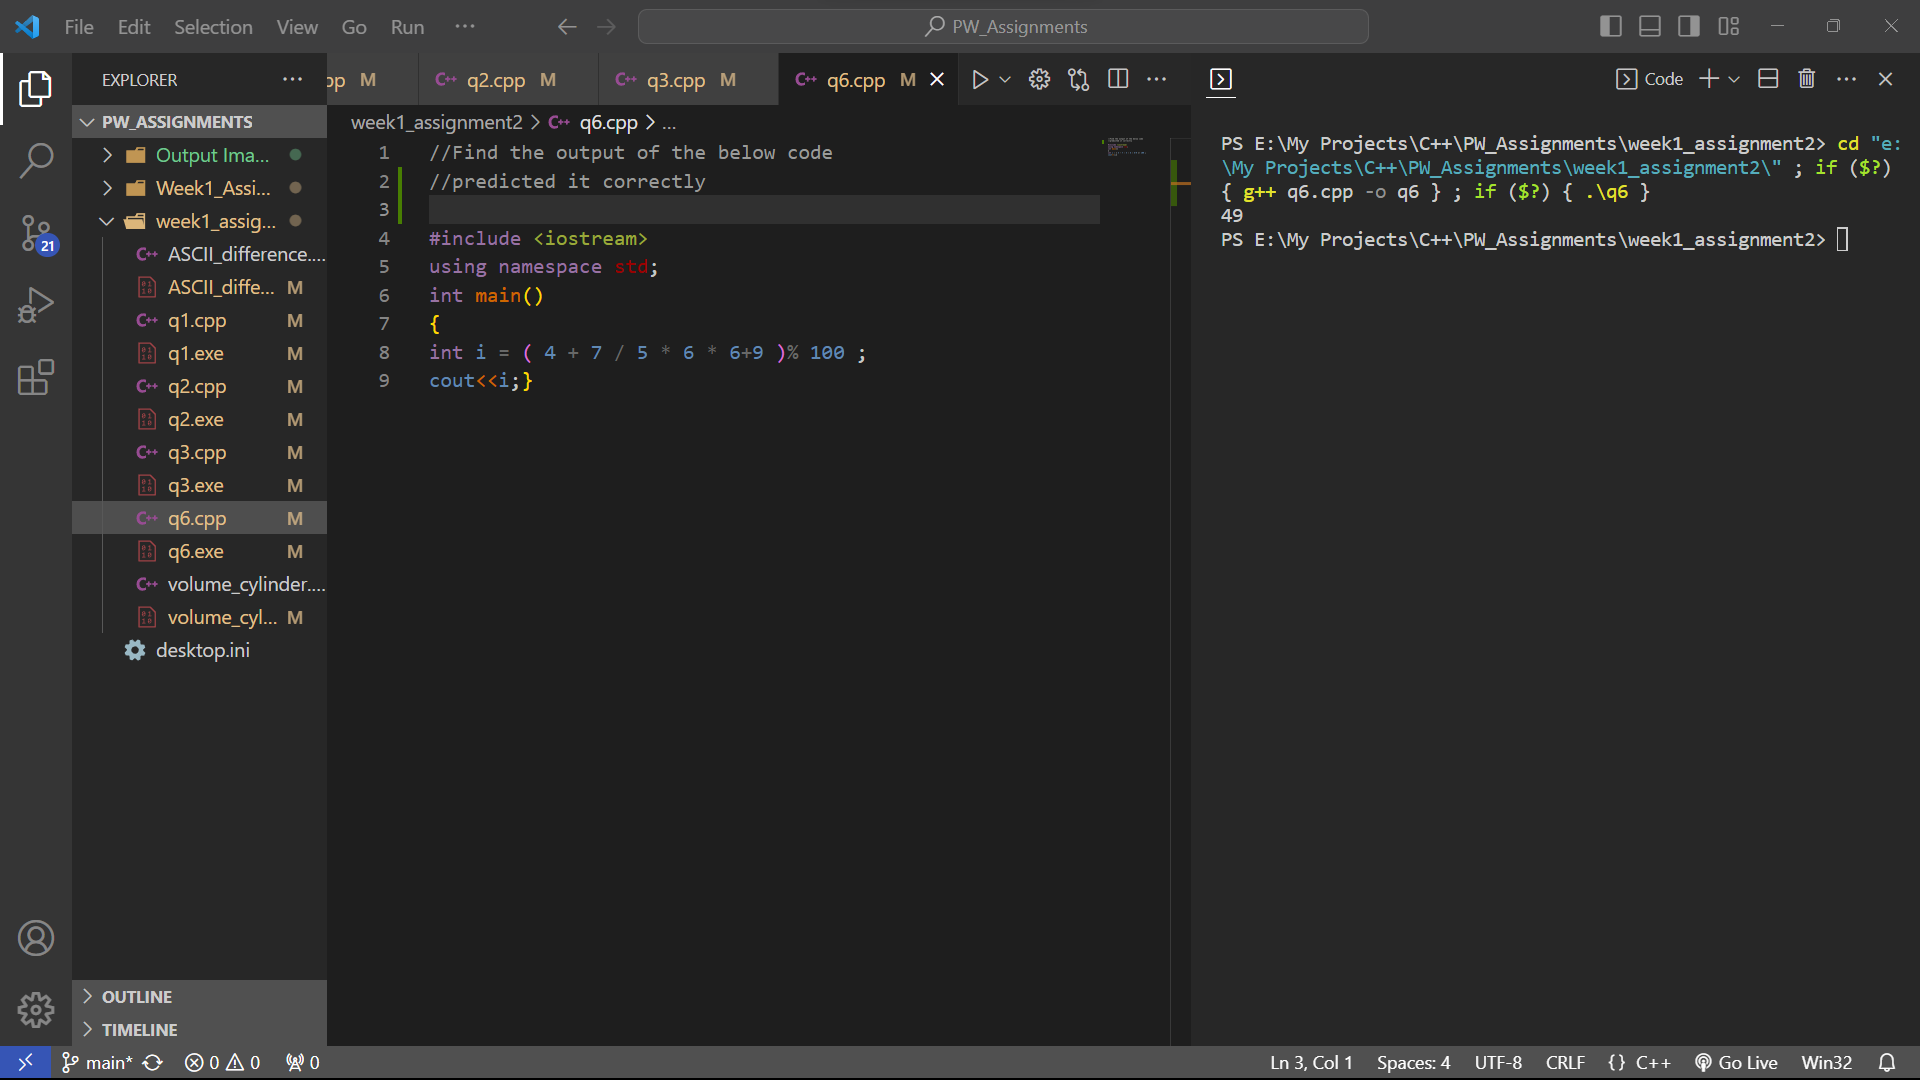 File Edit Selection View Go Run ··· PW_Assignments
EXPLORER ···
PW_ASSIGNMENTS
Output Ima...
Week1_Assi...
week1_assig...
ASCII_difference....
ASCII_diffe... M
q1.cpp M
q1.exe M
q2.cpp M
q2.exe M
q3.cpp M
q3.exe M
q6.cpp M
q6.exe M
volume_cylinder....
volume_cyl... M
desktop.ini
OUTLINE
TIMELINE
pp M q2.cpp M q3.cpp M q6.cpp M
week1_assignment2 > q6.cpp > ...
1 //Find the output of the below code
2 //predicted it correctly
3
4 #include <iostream>
5 using namespace std;
6 int main()
7 {
8 int i = ( 4 + 7 / 5 * 6 * 6+9 )% 100 ;
9 cout<<i;}
Code
PS E:\My Projects\C++\PW_Assignments\week1_assignment2> cd "e:
\My Projects\C++\PW_Assignments\week1_assignment2\" ; if ($?)
{ g++ q6.cpp -o q6 } ; if ($?) { .\q6 }
49
PS E:\My Projects\C++\PW_Assignments\week1_assignment2>
21
main* 0 0 0 Ln 3, Col 1 Spaces: 4 UTF-8 CRLF {} C++ Go Live Win32